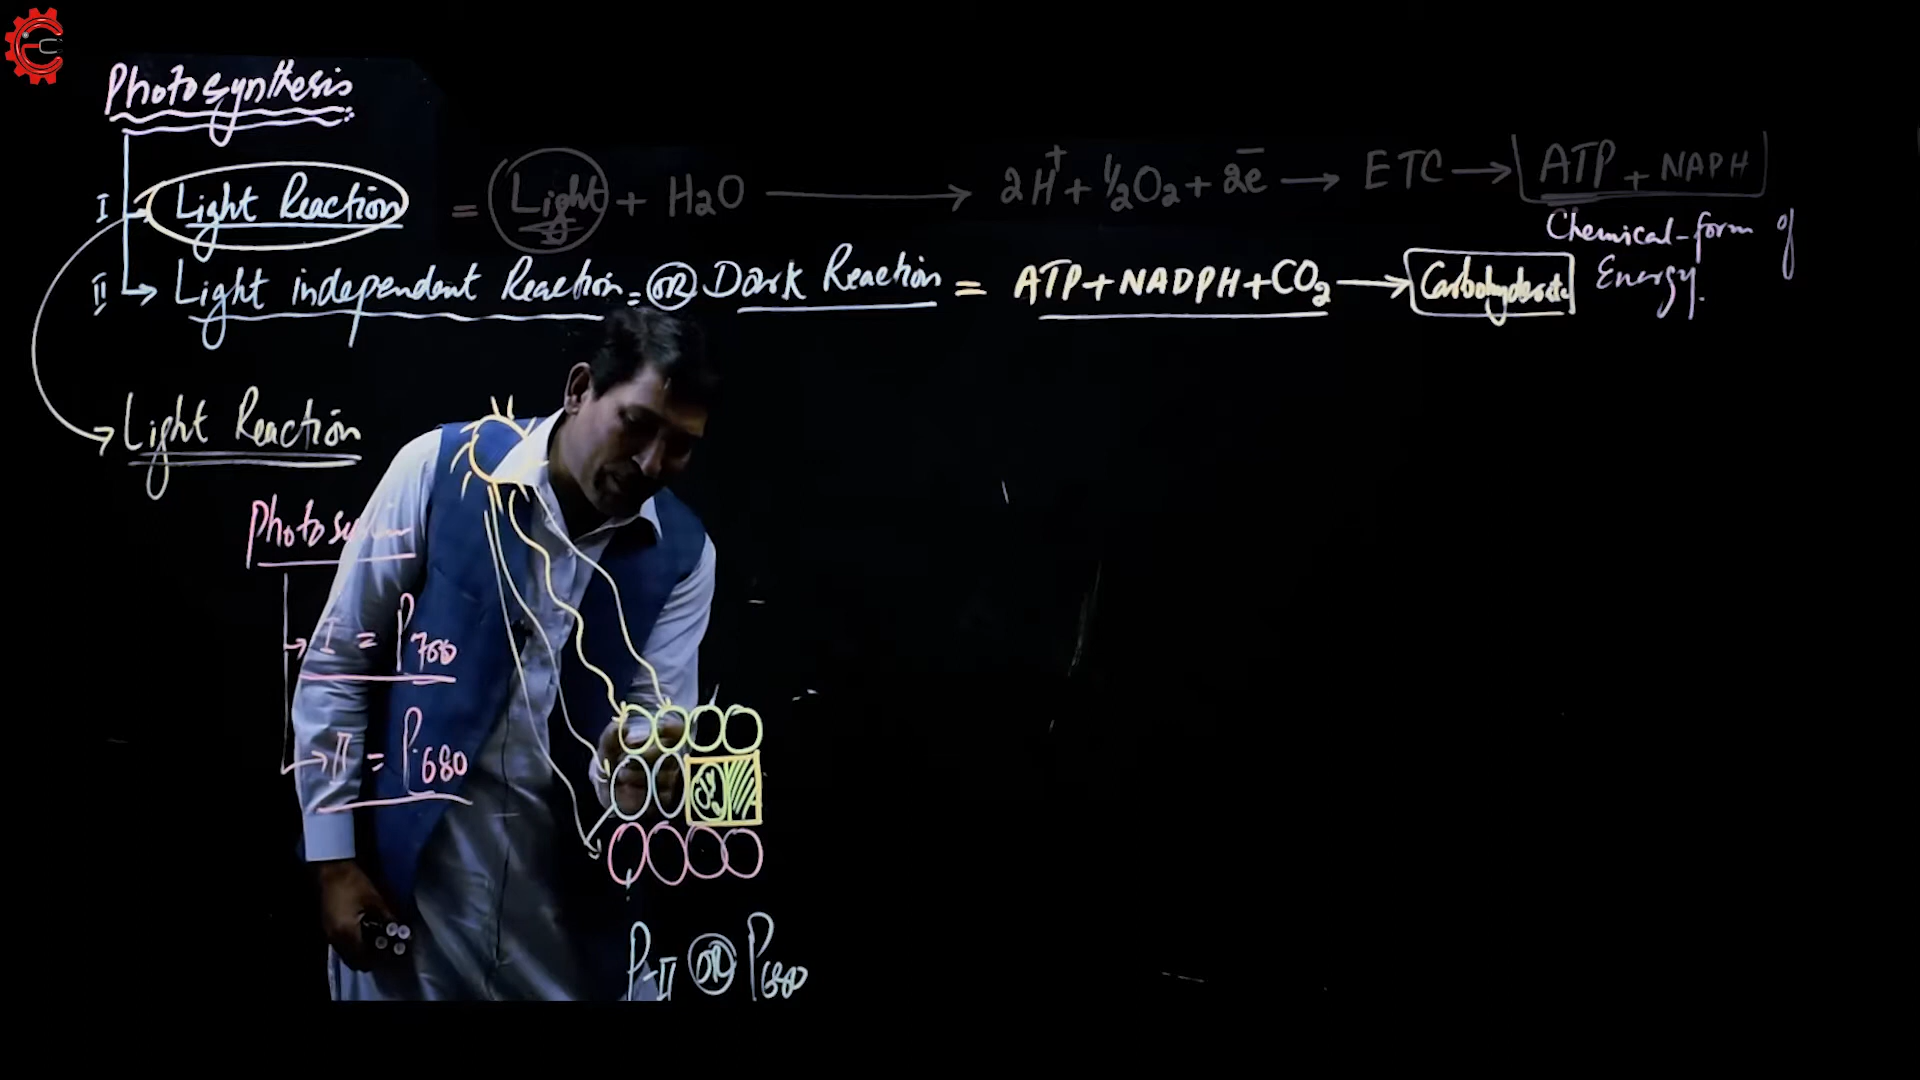 Photosynthesis
I Light Reaction = Light + H2O → 2H⁺ + ½O₂ + 2e⁻ → ETC → ATP + NAPH
Chemical form of Energy.
II → Light independent Reaction = OR Dark Reaction = ATP + NADPH + CO₂ → Carbohyderate
→ Light Reaction
I = P700
II = P680
P-II OR P680